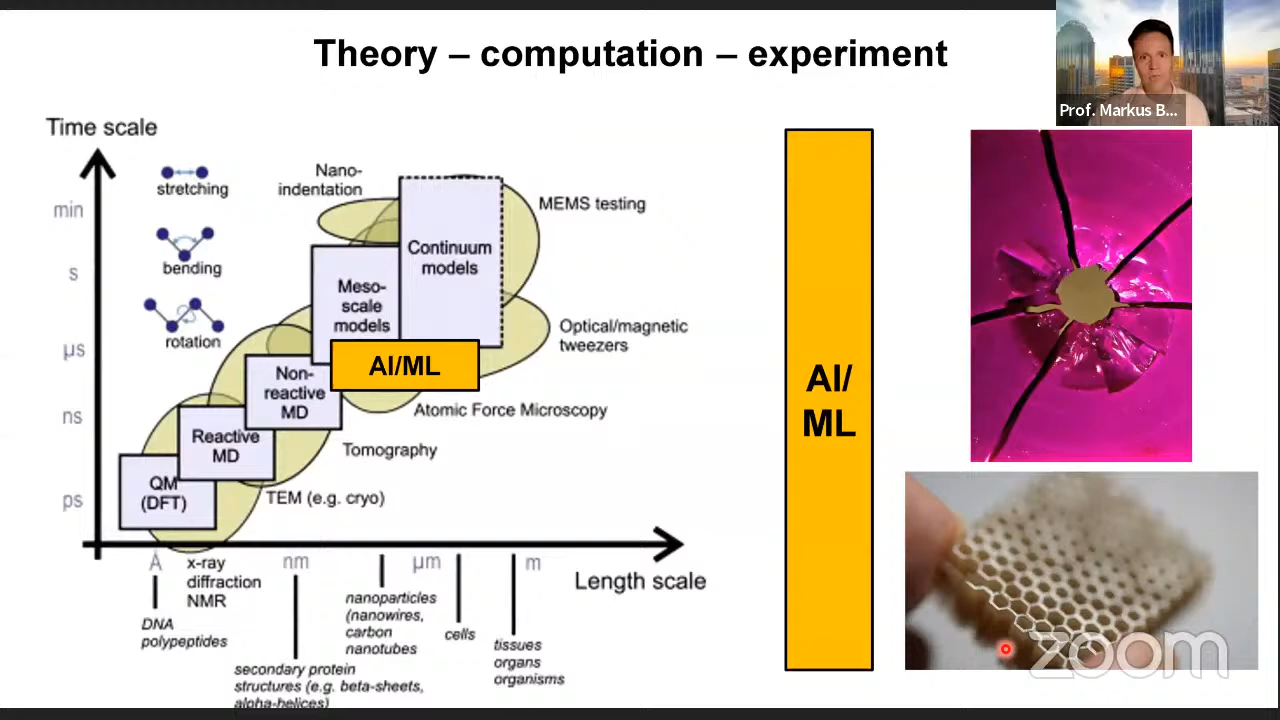 Theory – computation – experiment
Prof. Markus B...
Time scale
min
s
µs
ns
ps
stretching
bending
rotation
Nano-
indentation
MEMS testing
Continuum
models
Meso-
scale
models
Optical/magnetic
tweezers
AI/ML
Non-
reactive
MD
Atomic Force Microscopy
Reactive
MD
Tomography
QM
(DFT)
TEM (e.g. cryo)
Å
nm
µm
m
Length scale
x-ray
diffraction
NMR
DNA
polypeptides
secondary protein
structures (e.g. beta-sheets,
alpha-helices)
nanoparticles
(nanowires,
carbon
nanotubes
cells
tissues
organs
organisms
AI/
ML
zoom